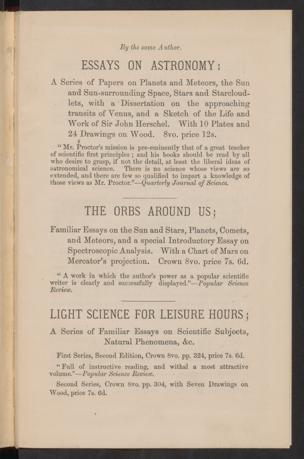 By the same Author.
ESSAYS ON ASTRONOMY:
A Series of Papers on Planets and Meteors, the Sun
and Sun-surrounding Space, Stars and Starcloud-
lets, with a Dissertation on the approaching
transits of Venus, and a Sketch of the Life and
Work of Sir John Herschel. With 10 Plates and
24 Drawings on Wood. 8vo. price 12s.
“Mr. Proctor's mission is pre-eminently that of a great teacher
of scientific first principles; and his books should be read by all
who desire to grasp, if not the detail, at least the liberal ideas of
astronomical science. There is no science whose views are so
extended, and there are few so qualified to impart a knowledge of
those views as Mr. Proctor.”—Quarterly Journal of Science.
THE ORBS AROUND US;
Familiar Essays on the Sun and Stars, Planets, Comets,
and Meteors, and a special Introductory Essay on
Spectroscopic Analysis. With a Chart of Mars on
Mercator's projection. Crown 8vo. price 7s. 6d.
“A work in which the author's power as a popular scientific
writer is clearly and successfully displayed.”—Popular Science
Review.
LIGHT SCIENCE FOR LEISURE HOURS;
A Series of Familiar Essays on Scientific Subjects,
Natural Phenomena, &c.
First Series, Second Edition, Crown 8vo. pp. 324, price 7s. 6d.
“Full of instructive reading, and withal a most attractive
volume.”—Popular Science Review.
Second Series, Crown 8vo. pp. 304, with Seven Drawings on
Wood, price 7s. 6d.